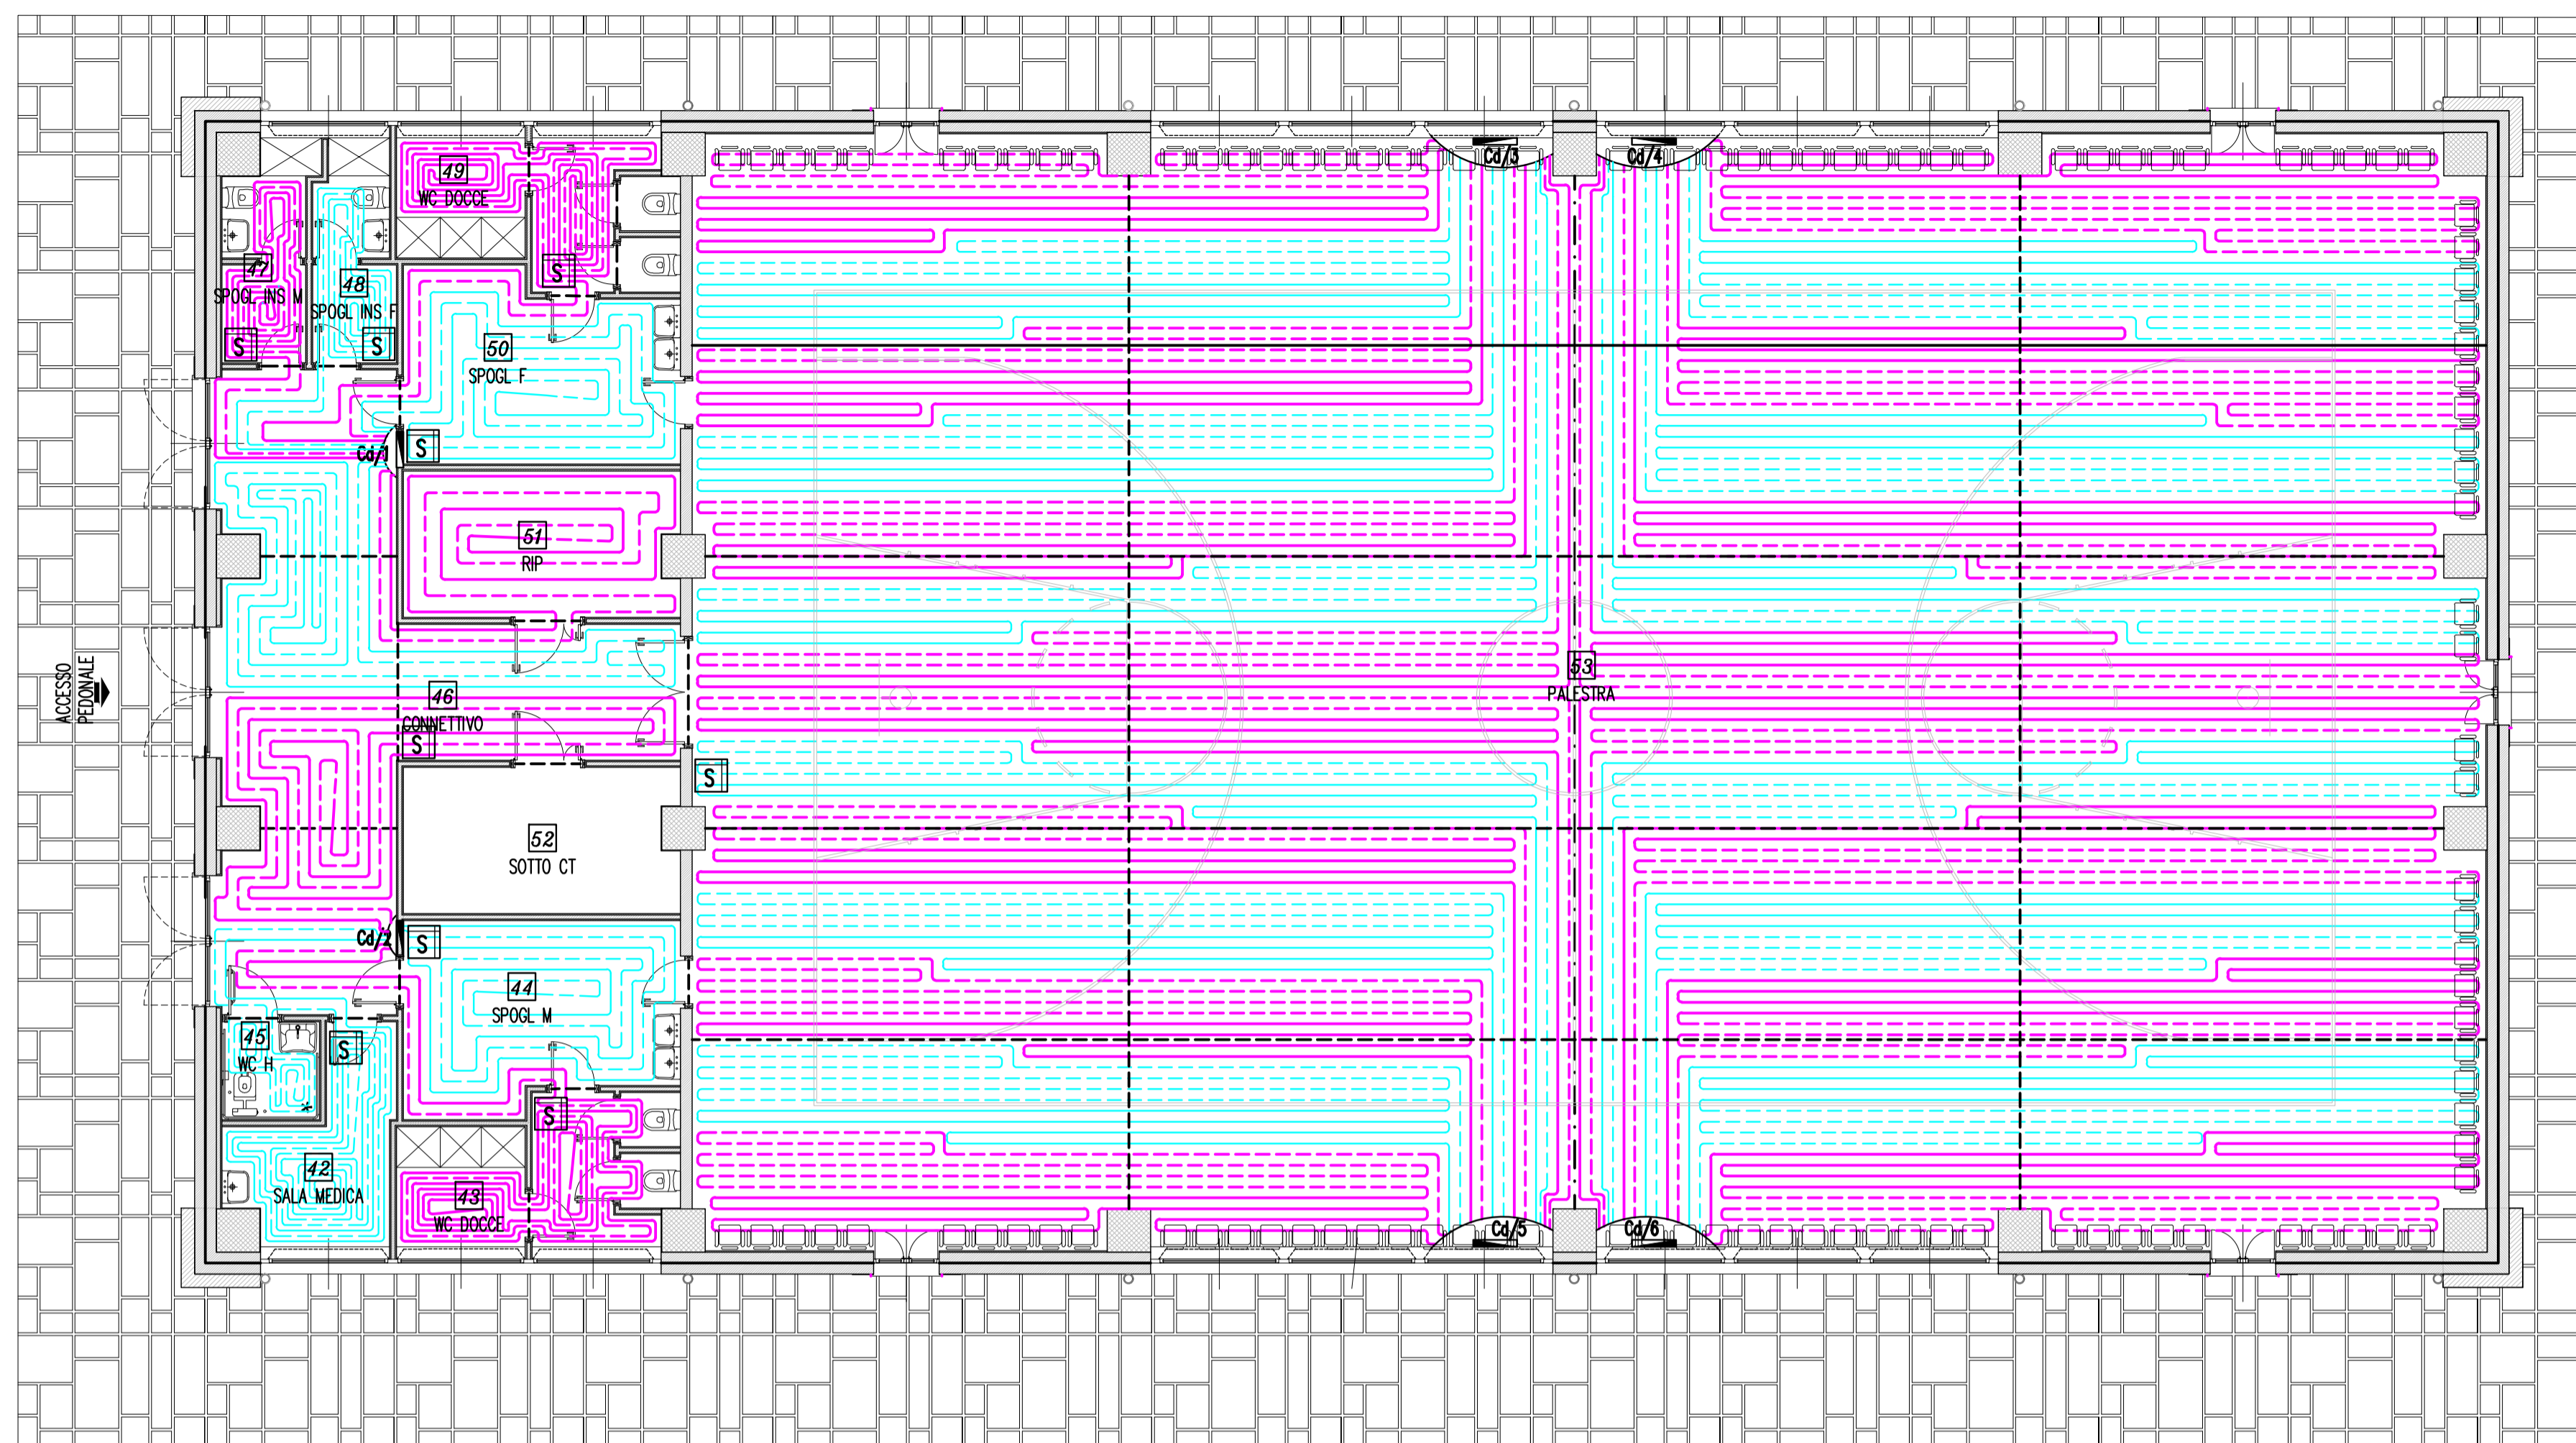 Cd/3
Cd/4
49
WC DOCCE
47
SPOGL INS M
48
SPOGL INS F
S
S
S
50
SPOGL F
Cd/1
S
51
RIP
ACCESSO
PEDONALE
46
CONNETTIVO
S
53
PALESTRA
S
52
SOTTO CT
Cd/2
S
44
SPOGL M
45
WC H
S
*
S
42
SALA MEDICA
43
WC DOCCE
Cd/5
Cd/6